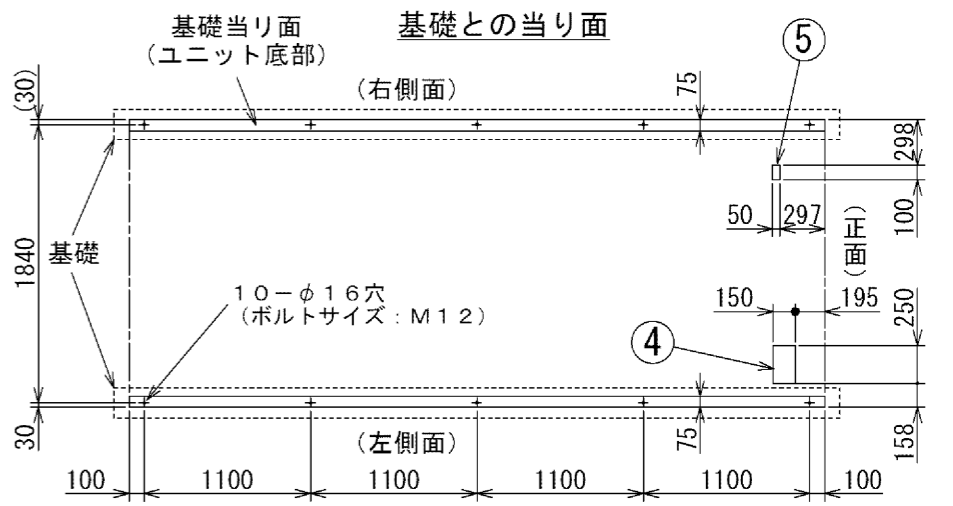 基礎との当り面
基礎当リ面
(ユニット底部)
⑤
(右側面)
75
(30)
298
100
50
297
(正面)
1840
基礎
10-φ16穴
(ボルトサイズ:M12)
150
195
250
④
30
(左側面)
75
158
100
1100
1100
1100
1100
100